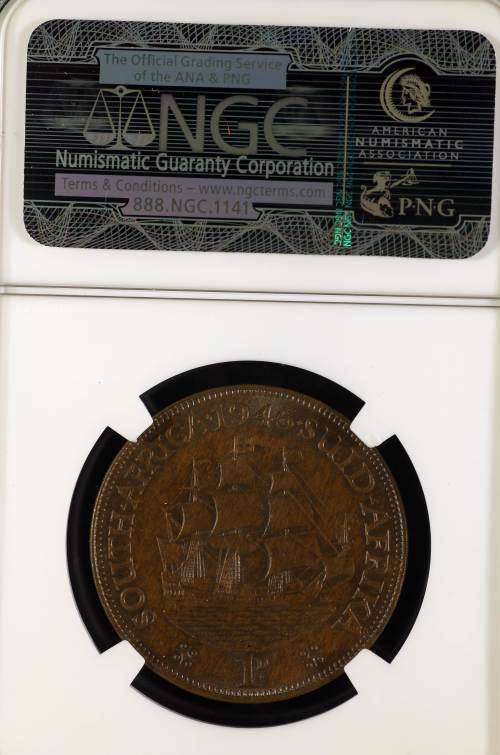 The Official Grading Service
of the ANA & PNG
NGC
Numismatic Guaranty Corporation
Terms & Conditions – www.ngcterms.com
888.NGC.1141
AMERICAN
NUMISMATIC
ASSOCIATION
PNG
SOUTH·AFRICA·1946·SUID·AFRIKA
1D